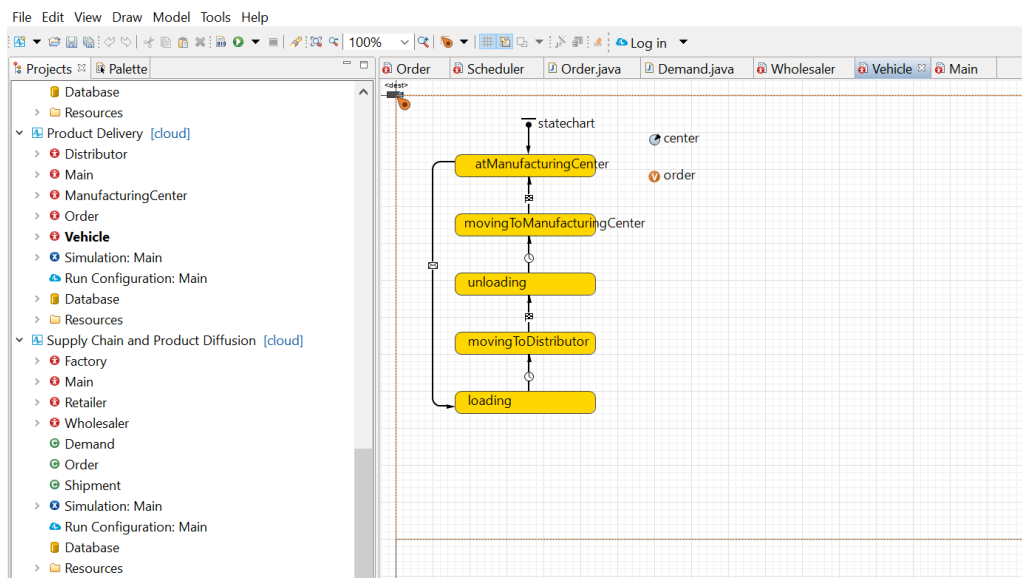 File Edit View Draw Model Tools Help
100% Log in
Projects Palette
Order Scheduler Order.java Demand.java Wholesaler Vehicle Main
Database
Resources
Product Delivery [cloud]
Distributor
Main
ManufacturingCenter
Order
Vehicle
Simulation: Main
Run Configuration: Main
Database
Resources
Supply Chain and Product Diffusion [cloud]
Factory
Main
Retailer
Wholesaler
Demand
Order
Shipment
Simulation: Main
Run Configuration: Main
Database
Resources
<dest>
statechart
center
atManufacturingCenter
V order
movingToManufacturingCenter
unloading
movingToDistributor
loading